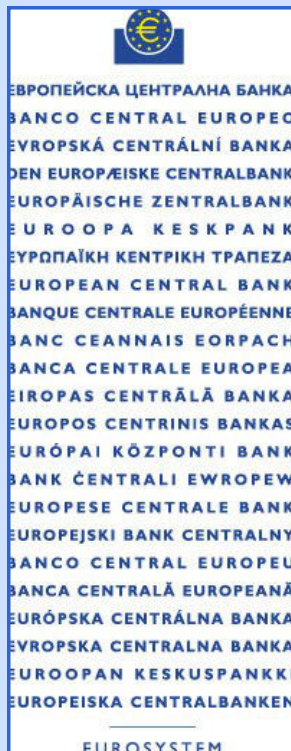 ЕВРОПЕЙСКА ЦЕНТРАЛНА БАНКА
BANCO CENTRAL EUROPEO
EVROPSKÁ CENTRÁLNÍ BANKA
DEN EUROPÆISKE CENTRALBANK
EUROPÄISCHE ZENTRALBANK
EUROOPA KESKPANK
ΕΥΡΩΠΑΪΚΗ ΚΕΝΤΡΙΚΗ ΤΡΑΠΕΖΑ
EUROPEAN CENTRAL BANK
BANQUE CENTRALE EUROPÉENNE
BANC CEANNAIS EORPACH
BANCA CENTRALE EUROPEA
EIROPAS CENTRĀLĀ BANKA
EUROPOS CENTRINIS BANKAS
EURÓPAI KÖZPONTI BANK
BANK ĊENTRALI EWROPEW
EUROPESE CENTRALE BANK
EUROPEJSKI BANK CENTRALNY
BANCO CENTRAL EUROPEU
BANCA CENTRALĂ EUROPEANĂ
EURÓPSKA CENTRÁLNA BANKA
EVROPSKA CENTRALNA BANKA
EUROOPAN KESKUSPANKKI
EUROPEISKA CENTRALBANKEN
EUROSYSTEM